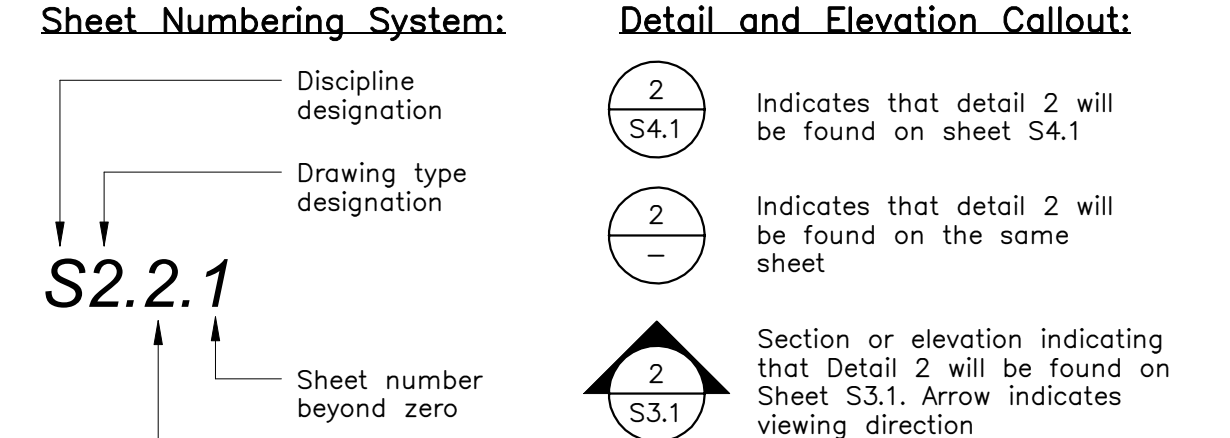 Sheet Numbering System:
Discipline
designation
Drawing type
designation
S2.2.1
Sheet number
beyond zero
Detail and Elevation Callout:
2
S4.1
Indicates that detail 2 will
be found on sheet S4.1
2
–
Indicates that detail 2 will
be found on the same
sheet
2
S3.1
Section or elevation indicating
that Detail 2 will be found on
Sheet S3.1. Arrow indicates
viewing direction